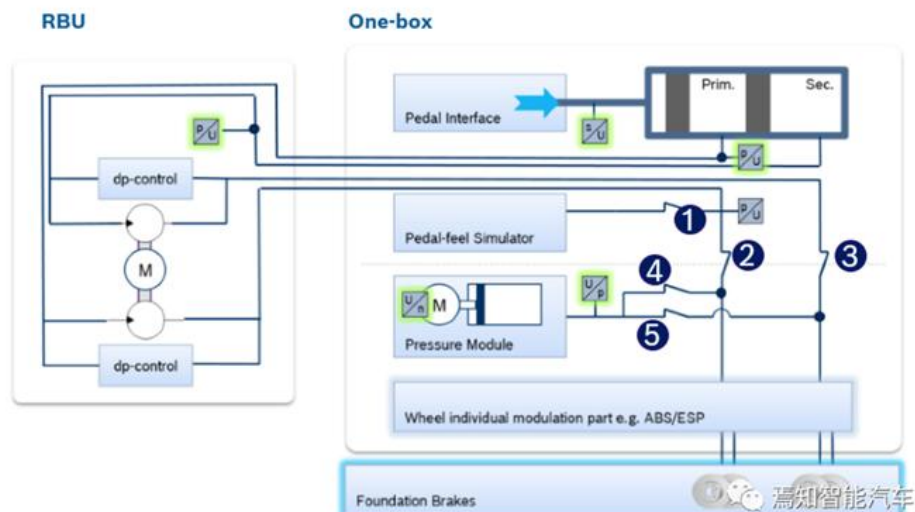 RBU
One-box
Pedal Interface
Prim.
Sec.
P/U
s/U
P/U
dp-control
Pedal-feel Simulator
1
P/U
2
3
M
4
U/p
U/n
M
5
Pressure Module
dp-control
Wheel individual modulation part e.g. ABS/ESP
Foundation Brakes
焉知智能汽车